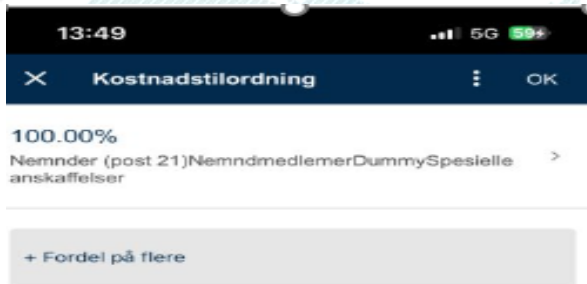 13:49
5G 59
Kostnadstilordning
OK
100.00%
Nemnder (post 21)NemndmedlemerDummySpesielle
anskaffelser
+ Fordel på flere